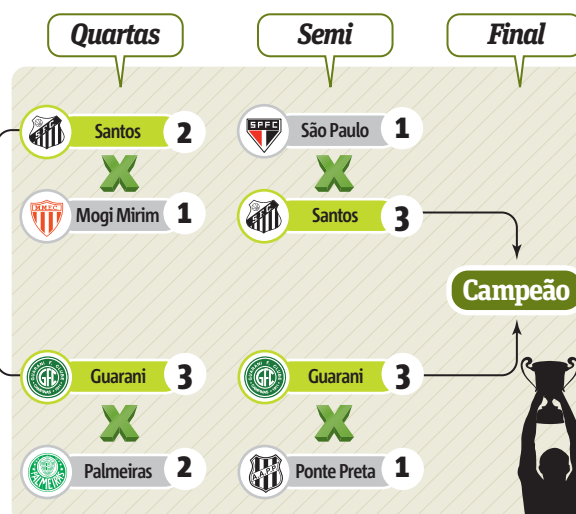 Quartas
Semi
Final
Santos 2
X
Mogi Mirim 1
Guarani 3
X
Palmeiras 2
SPFC
São Paulo 1
X
Santos 3
Guarani 3
X
Ponte Preta 1
Campeão